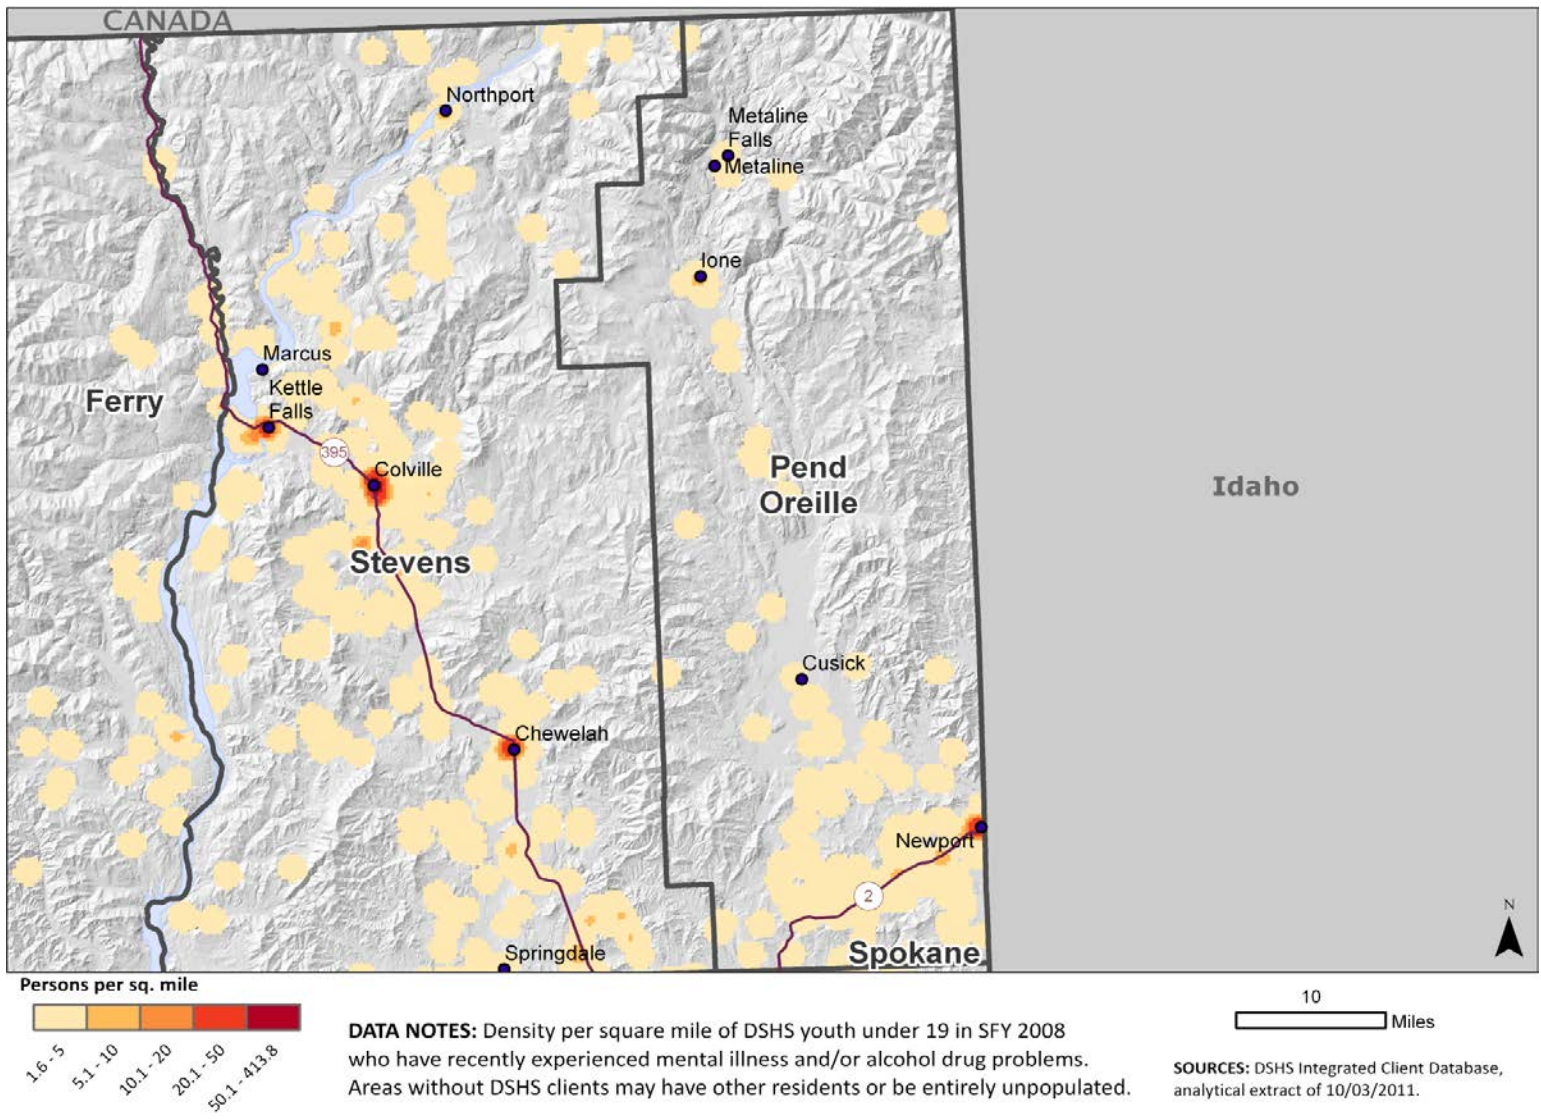 CANADA
Northport
Metaline
Falls
Metaline
Ione
Marcus
Kettle
Falls
Ferry
395
Colville
Pend
Oreille
Idaho
Stevens
Cusick
Chewelah
Newport
2
N
Springdale
Spokane
Persons per sq. mile
1.6 - 5
5.1 - 10
10.1 - 20
20.1 - 50
50.1 - 413.8
DATA NOTES: Density per square mile of DSHS youth under 19 in SFY 2008
who have recently experienced mental illness and/or alcohol drug problems.
Areas without DSHS clients may have other residents or be entirely unpopulated.
10
Miles
SOURCES: DSHS Integrated Client Database,
analytical extract of 10/03/2011.